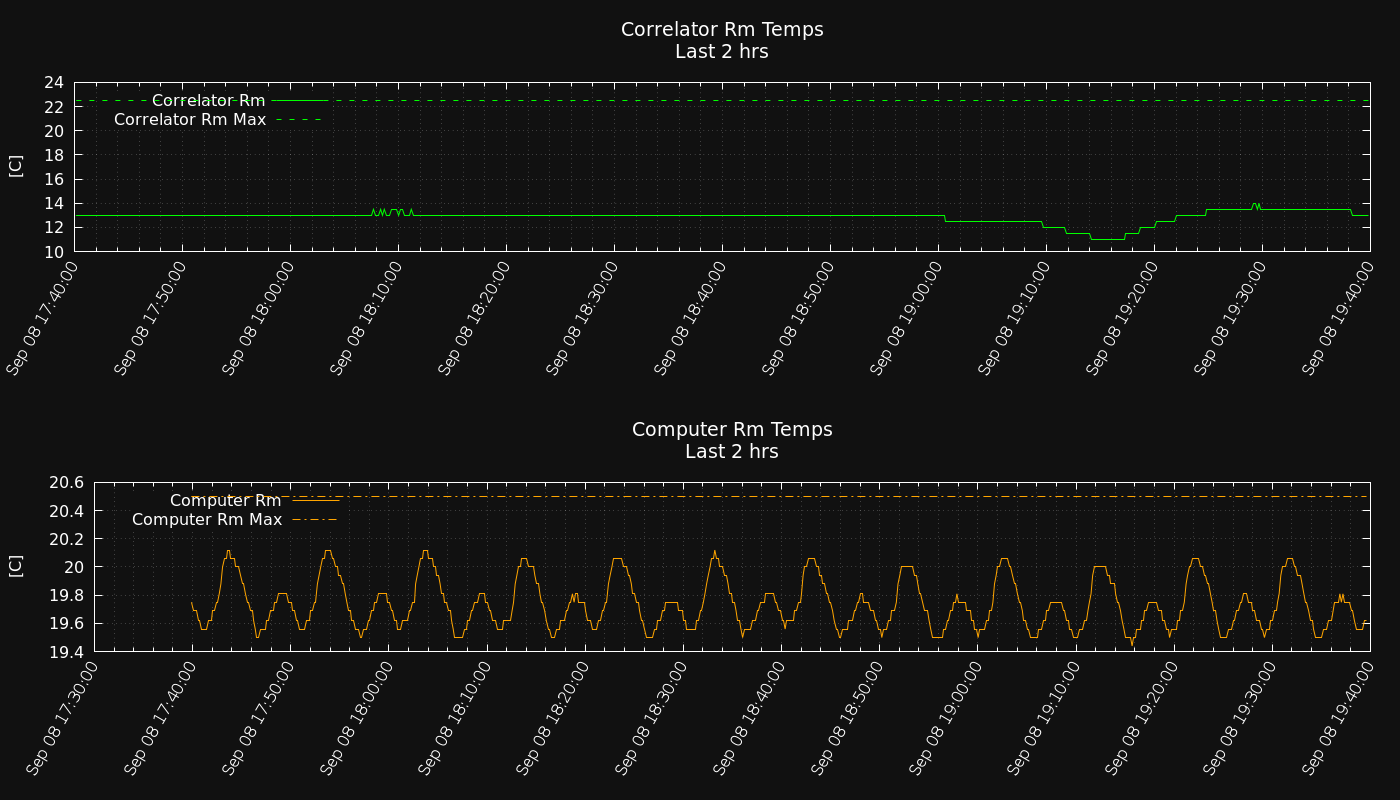 Correlator Rm Temps
Last 2 hrs
24
22
20
18
16
14
12
10
[C]
Correlator Rm
Correlator Rm Max
Sep 08 17:40:00
Sep 08 17:50:00
Sep 08 18:00:00
Sep 08 18:10:00
Sep 08 18:20:00
Sep 08 18:30:00
Sep 08 18:40:00
Sep 08 18:50:00
Sep 08 19:00:00
Sep 08 19:10:00
Sep 08 19:20:00
Sep 08 19:30:00
Sep 08 19:40:00
Computer Rm Temps
Last 2 hrs
20.6
20.4
20.2
20
19.8
19.6
19.4
[C]
Computer Rm
Computer Rm Max
Sep 08 17:30:00
Sep 08 17:40:00
Sep 08 17:50:00
Sep 08 18:00:00
Sep 08 18:10:00
Sep 08 18:20:00
Sep 08 18:30:00
Sep 08 18:40:00
Sep 08 18:50:00
Sep 08 19:00:00
Sep 08 19:10:00
Sep 08 19:20:00
Sep 08 19:30:00
Sep 08 19:40:00